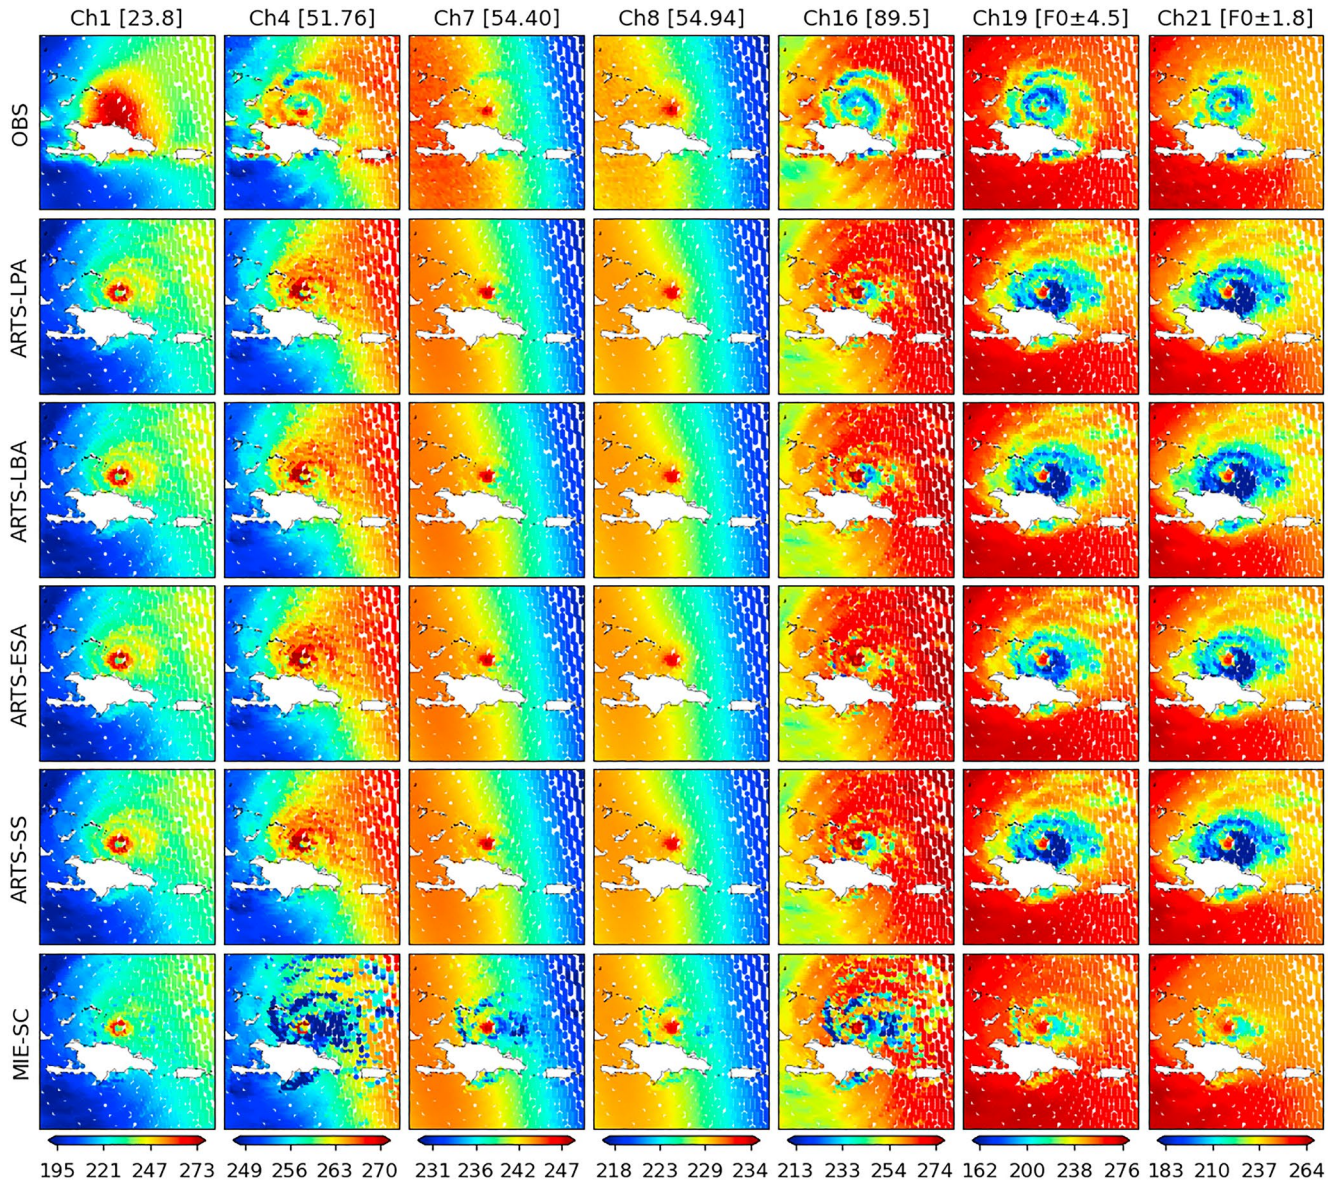 Ch1 [23.8] Ch4 [51.76] Ch7 [54.40] Ch8 [54.94] Ch16 [89.5] Ch19 [F0±4.5] Ch21 [F0±1.8]
OBS
ARTS-LPA
ARTS-LBA
ARTS-ESA
ARTS-SS
MIE-SC
195 221 247 273 249 256 263 270 231 236 242 247 218 223 229 234 213 233 254 274 162 200 238 276 183 210 237 264